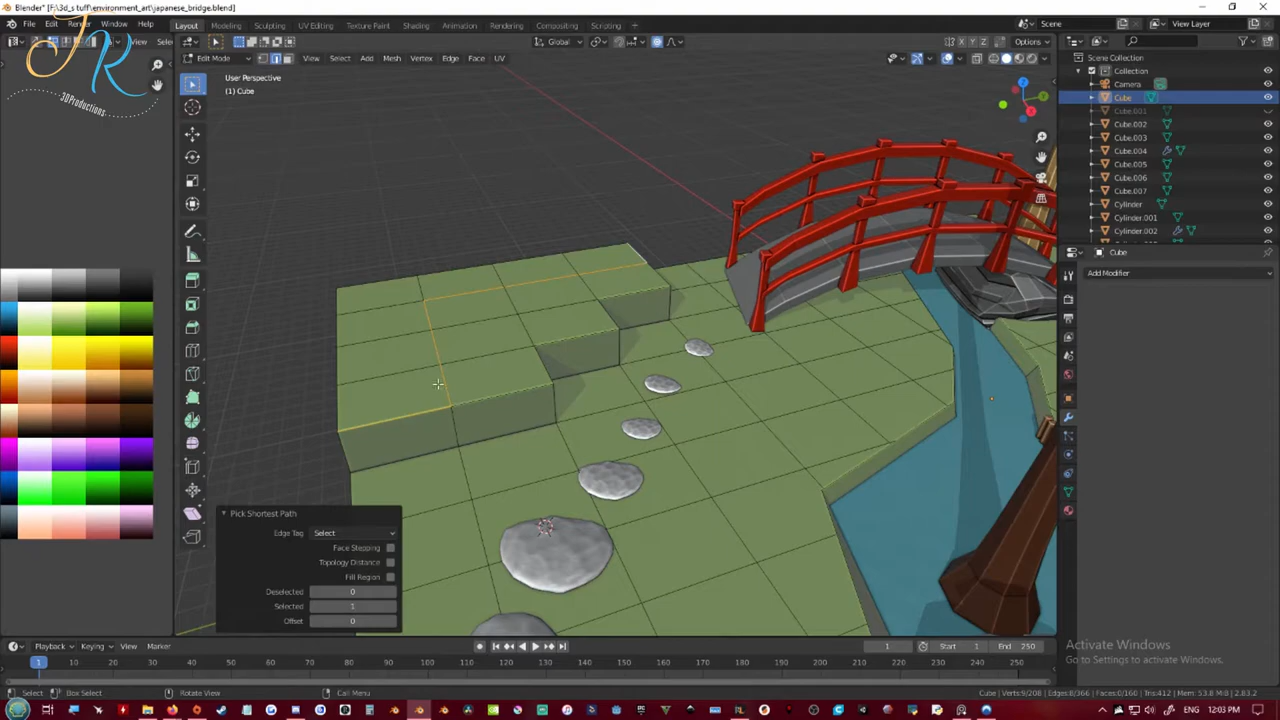 Blender* [F:\3d_s tuff\environment_art\japanese_bridge.blend]
File Edit Render Window Help Layout Modeling Sculpting UV Editing Texture Paint Shading Animation Rendering Compositing Scripting Scene View Layer
View Sel Global Options
Edit Mode View Select Add Mesh Vertex Edge Face UV
JR
3DProductions
User Perspective
(1) Cube
X Y Z
Scene Collection
Collection
Camera
Cube
Cube.001
Cube.002
Cube.003
Cube.004
Cube.005
Cube.006
Cube.007
Cylinder
Cylinder.001
Cylinder.002
Cube
Add Modifier
Pick Shortest Path
Edge Tag Select
Face Stepping
Topology Distance
Fill Region
Deselected 0
Selected 1
Offset 0
Activate Windows
Go to Settings to activate Windows.
Playback Keying View Marker 1 Start 1 End 250
1 10 20 30 40 50 60 70 80 90 100 110 120 130 140 150 160 170 180 190 200 210 220 230 240 250
Select Box Select Rotate View Call Menu Cube | Verts:9/208 | Edges:8/366 | Faces:0/160 | Tris:412 | Mem: 53.8 MiB | 2.83.2
ENG 12:03 PM